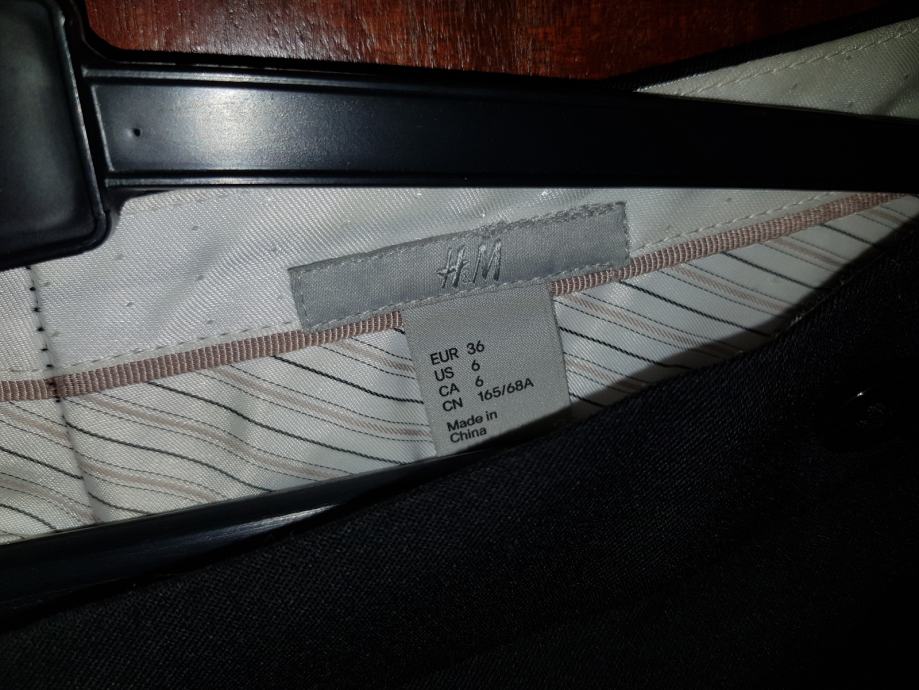 H&M
EUR 36
US 6
CA 6
CN 165/68A
Made in
China